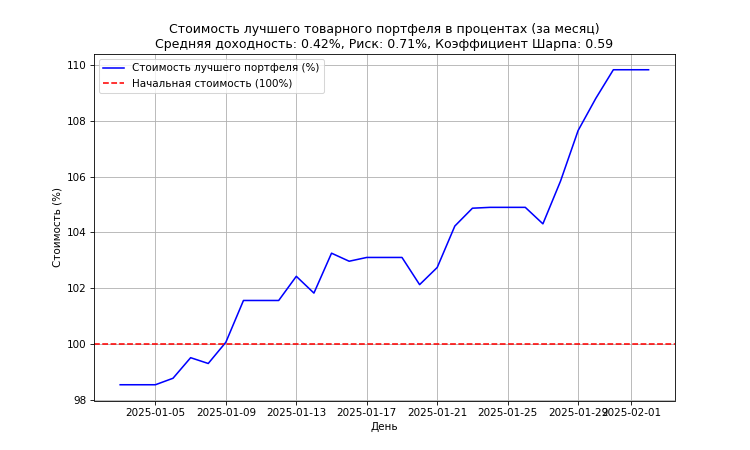 Стоимость лучшего товарного портфеля в процентах (за месяц)
Средняя доходность: 0.42%, Риск: 0.71%, Коэффициент Шарпа: 0.59
Стоимость лучшего портфеля (%)
Начальная стоимость (100%)
Стоимость (%)
110
108
106
104
102
100
98
2025-01-05 2025-01-09 2025-01-13 2025-01-17 2025-01-21 2025-01-25 2025-01-29 2025-02-01
День